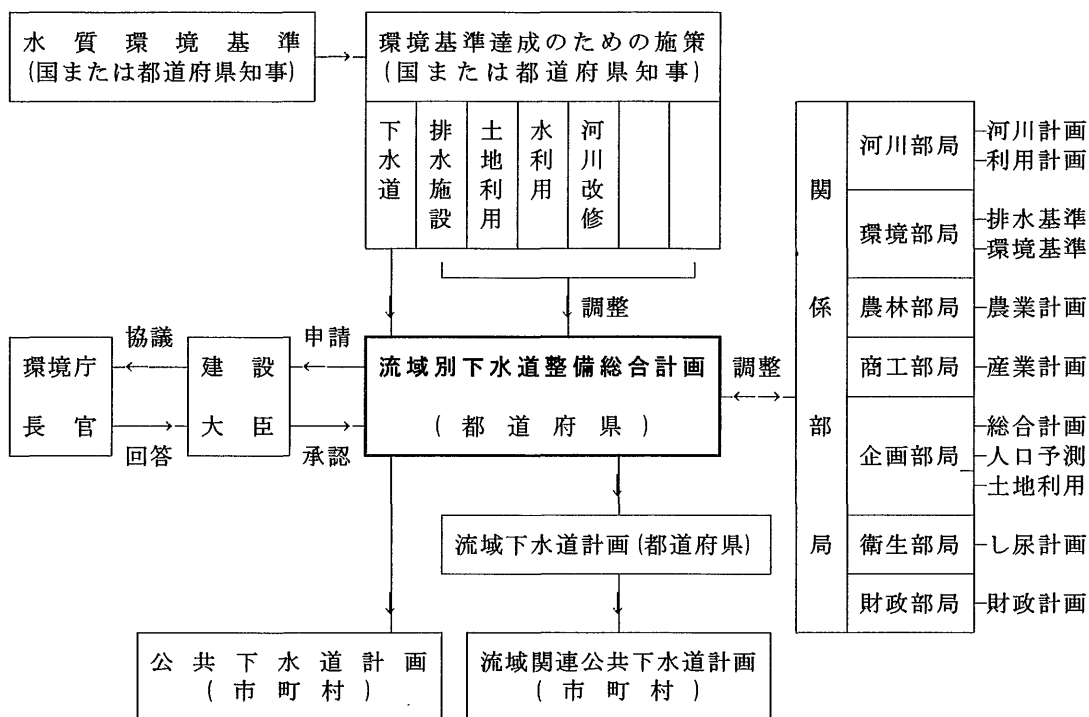 水質環境基準
(国または都道府県知事)
環境基準達成のための施策
(国または都道府県知事)
下水道
排水施設
土地利用
水利用
河川改修
調整
環境庁
長官
協議
回答
建設
大臣
申請
承認
流域別下水道整備総合計画
(都道府県)
調整
関係部局
河川部局
河川計画
利用計画
環境部局
排水基準
環境基準
農林部局
農業計画
商工部局
産業計画
企画部局
総合計画
人口予測
土地利用
衛生部局
し尿計画
財政部局
財政計画
流域下水道計画(都道府県)
公共下水道計画
(市町村)
流域関連公共下水道計画
(市町村)